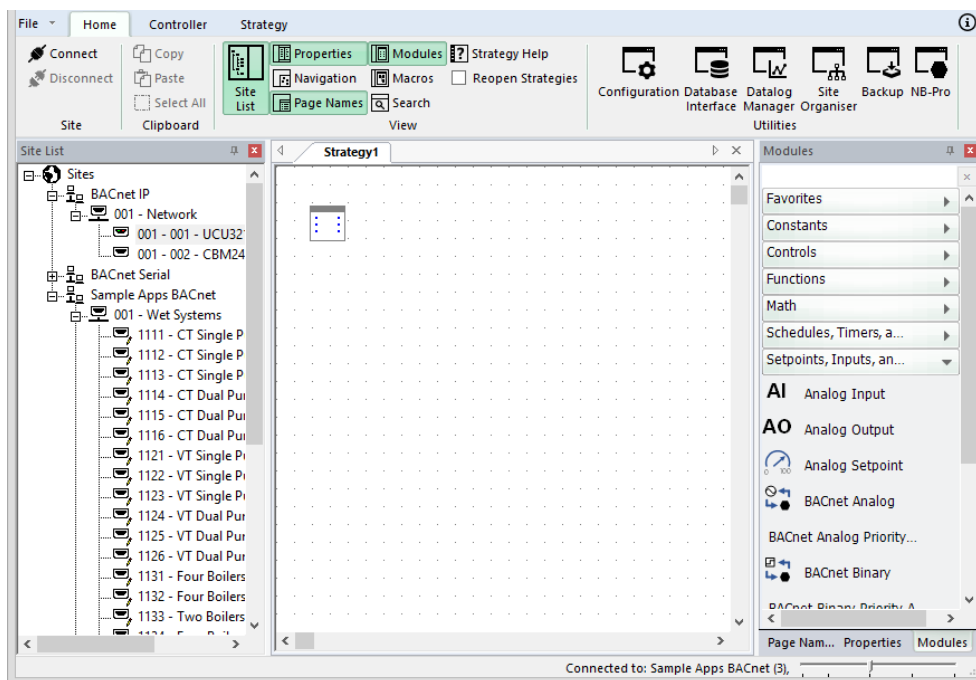 File Home Controller Strategy
Connect Copy Properties Modules Strategy Help
Disconnect Paste Navigation Macros Reopen Strategies
Select All Site List Page Names Search
Configuration Database Interface Datalog Manager Site Organiser Backup NB-Pro
Site Clipboard View Utilities
Site List
Sites
BACnet IP
001 - Network
001 - 001 - UCU32
001 - 002 - CBM24
BACnet Serial
Sample Apps BACnet
001 - Wet Systems
1111 - CT Single P
1112 - CT Single P
1113 - CT Single P
1114 - CT Dual Pu
1115 - CT Dual Pu
1116 - CT Dual Pu
1121 - VT Single P
1122 - VT Single P
1123 - VT Single P
1124 - VT Dual Pur
1125 - VT Dual Pur
1126 - VT Dual Pur
1131 - Four Boilers
1132 - Four Boilers
1133 - Two Boilers
Strategy1
Modules
Favorites
Constants
Controls
Functions
Math
Schedules, Timers, a...
Setpoints, Inputs, an...
AI Analog Input
AO Analog Output
0 100 Analog Setpoint
BACnet Analog
BACnet Analog Priority...
BACnet Binary
Page Nam... Properties Modules
Connected to: Sample Apps BACnet (3),